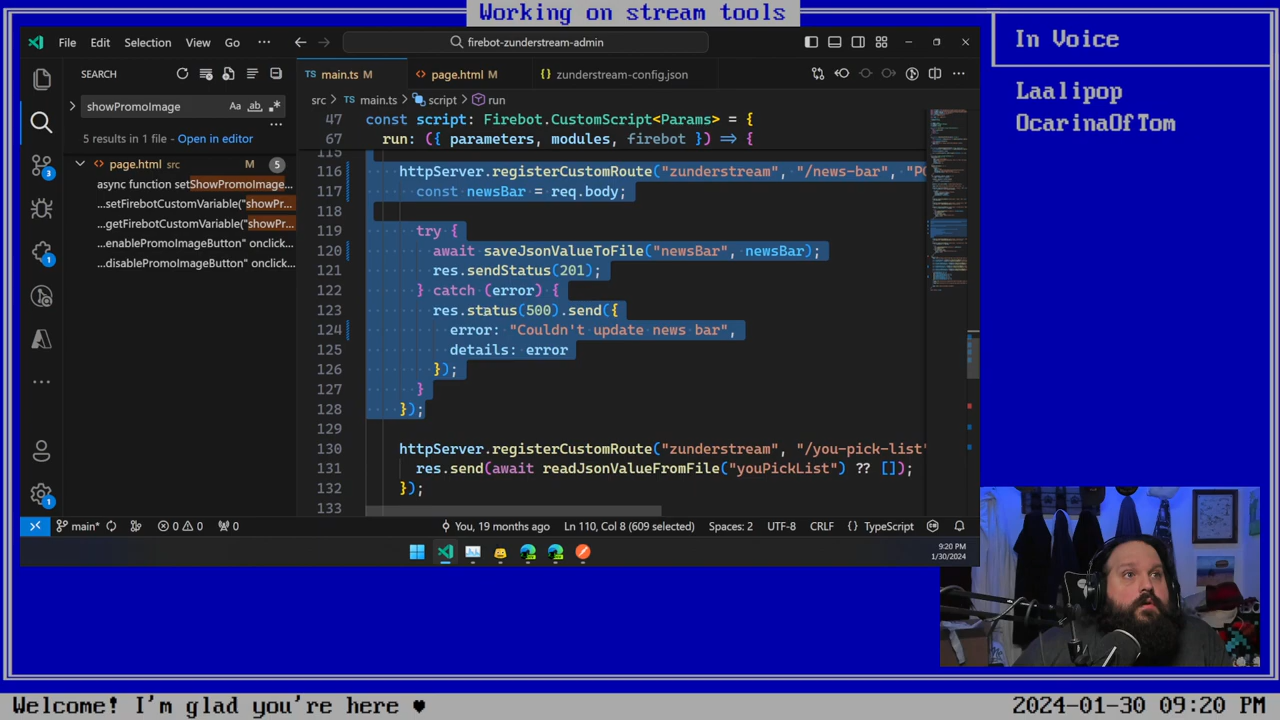 Working on stream tools
In Voice
Laalipop
OcarinaOfTom
File Edit Selection View Go ···
firebot-zunderstream-admin
SEARCH
main.ts M
page.html M
zunderstream-config.json
showPromoImage
Aa ab
5 results in 1 file - Open in edi
page.html src 5
async function setShowPromoImage...
...setFirebotCustomVariable("showPr...
...getFirebotCustomVariable("showPr...
...enablePromoImageButton.onclick...
...disablePromoImageButton.onclick...
src > main.ts > script > run
47 const script: Firebot.CustomScript<Params> = {
67 run: ({ parameters, modules, firebot }) => {
115
116 httpServer.registerCustomRoute("zunderstream", "/news-bar", "PO
117 const newsBar = req.body;
118
119 try {
120 await saveJsonValueToFile("newsBar", newsBar);
121 res.sendStatus(201);
122 } catch (error) {
123 res.status(500).send({
124 error: "Couldn't update news bar",
125 details: error
126 });
127 }
128 });
129
130 httpServer.registerCustomRoute("zunderstream", "/you-pick-list"
131 res.send(await readJsonValueFromFile("youPickList") ?? []);
132 });
133
3
1
1
main* 0 0 0 You, 19 months ago Ln 110, Col 8 (609 selected) Spaces: 2 UTF-8 CRLF {} TypeScript
9:20 PM
1/30/2024
Welcome! I'm glad you're here ♥
2024-01-30 09:20 PM